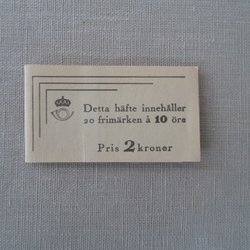 Detta häfte innehåller
20 frimärken à 10 öre
Pris 2 kronor